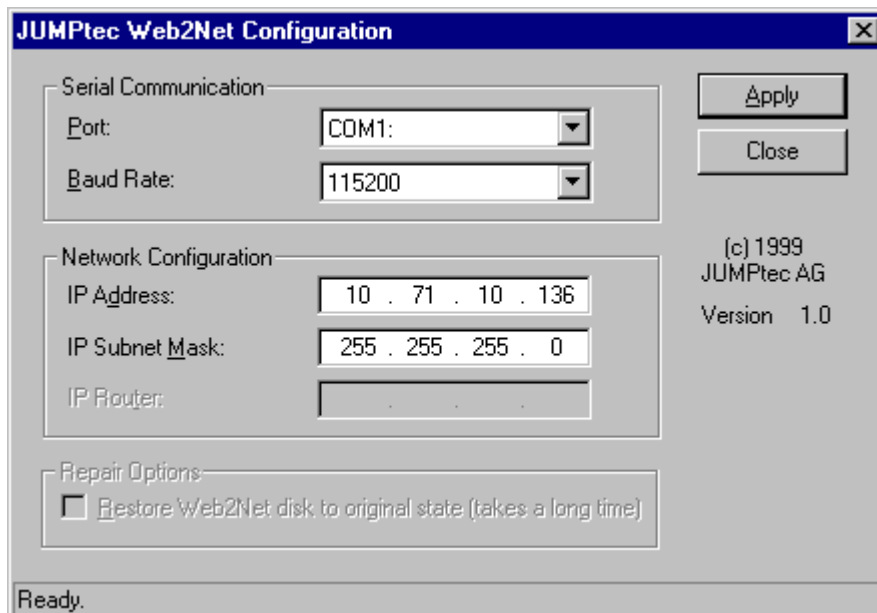 JUMPtec Web2Net Configuration
Serial Communication
Port: COM1:
Baud Rate: 115200
Apply
Close
Network Configuration
IP Address: 10 . 71 . 10 . 136
IP Subnet Mask: 255 . 255 . 255 . 0
IP Router: . . .
(c) 1999
JUMPtec AG
Version 1.0
Repair Options
Restore Web2Net disk to original state (takes a long time)
Ready.